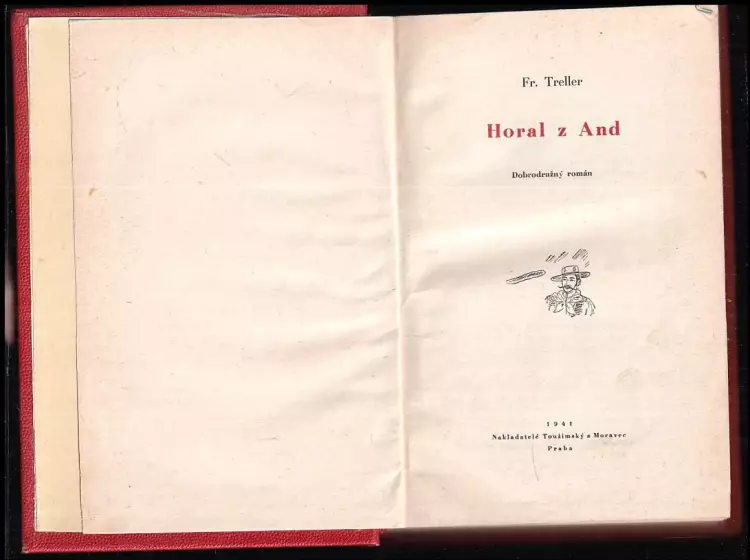 Fr. Treller
Horal z And
Dobrodružný román
1941
Nakladatelé Toužimský a Moravec
Praha